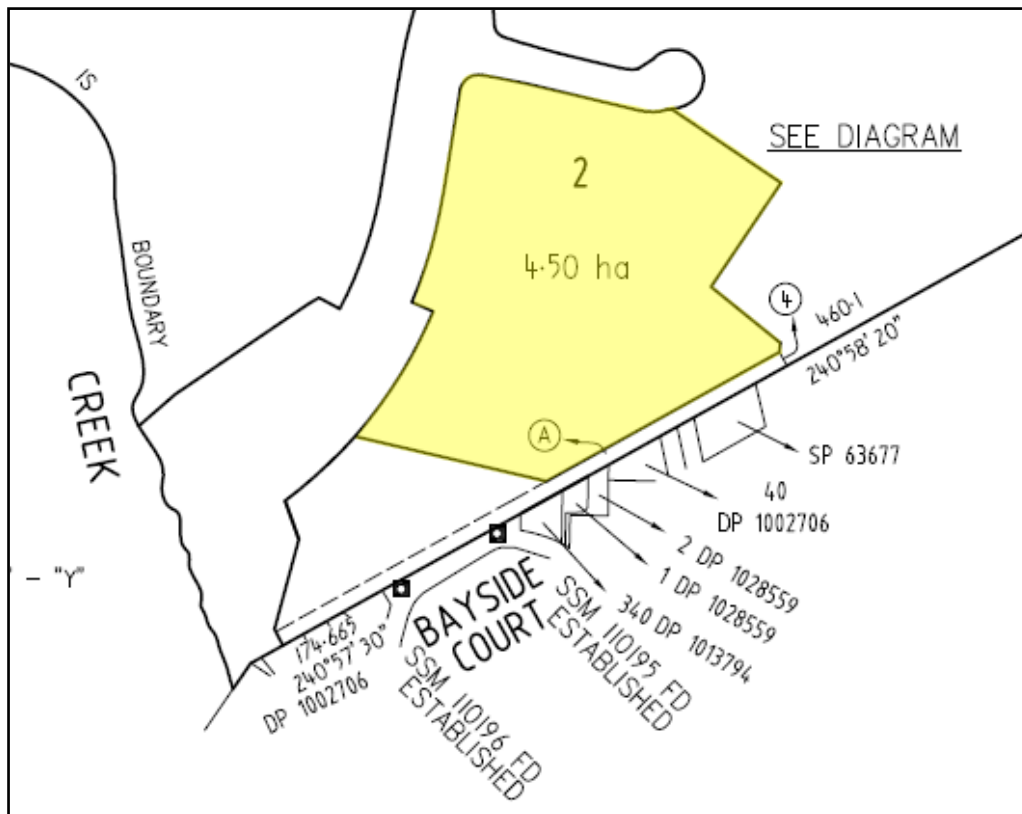 IS
BOUNDARY
CREEK
– "Y"
2
4·50 ha
SEE DIAGRAM
4
460·1
240°58'20"
A
SP 63677
40
DP 1002706
2 DP 1028559
1 DP 1028559
340 DP 1013794
BAYSIDE
COURT
SSM 110195 FD
ESTABLISHED
SSM 110196 FD
ESTABLISHED
174·665
240°57'30"
DP 1002706